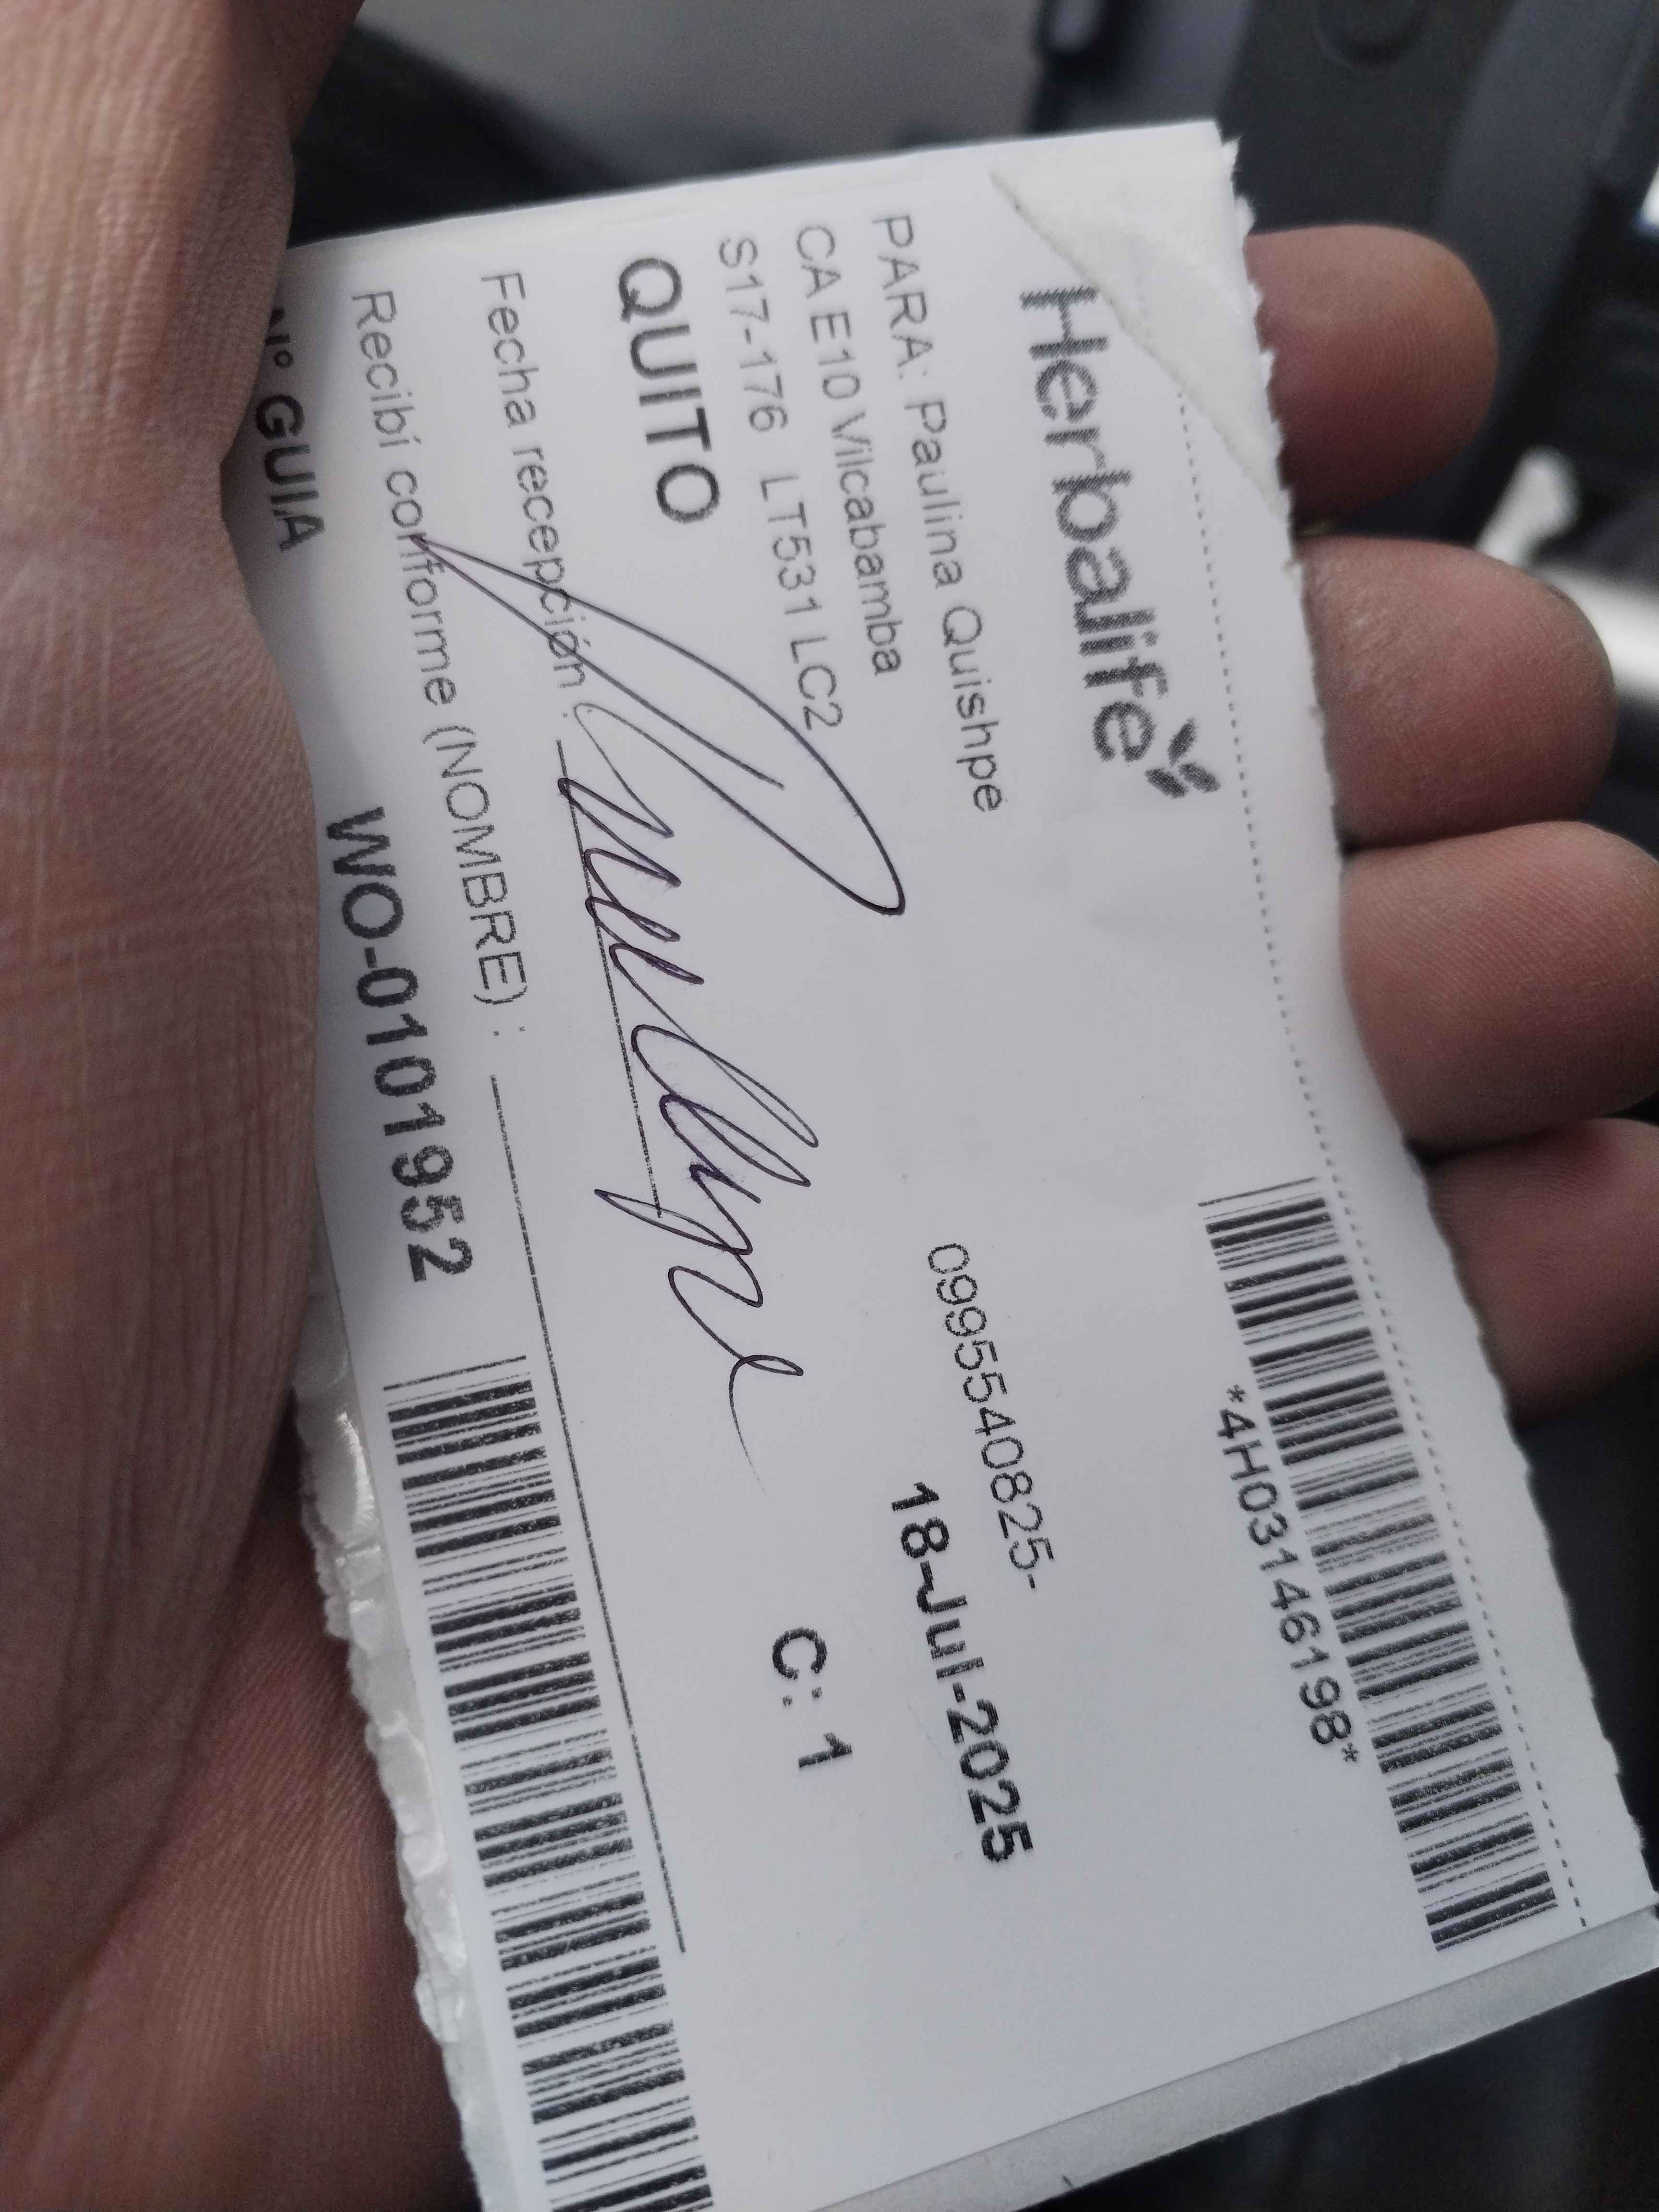 Herbalife
*4H03146198*
PARA: Paulina Quishpe
0995540825-
CA E10 Vilcabamba
18-Jul-2025
S17-176 LT531 LC2
QUITO
C: 1
Fecha recepción :
Recibí conforme (NOMBRE) :
N° GUIA WO-0101952